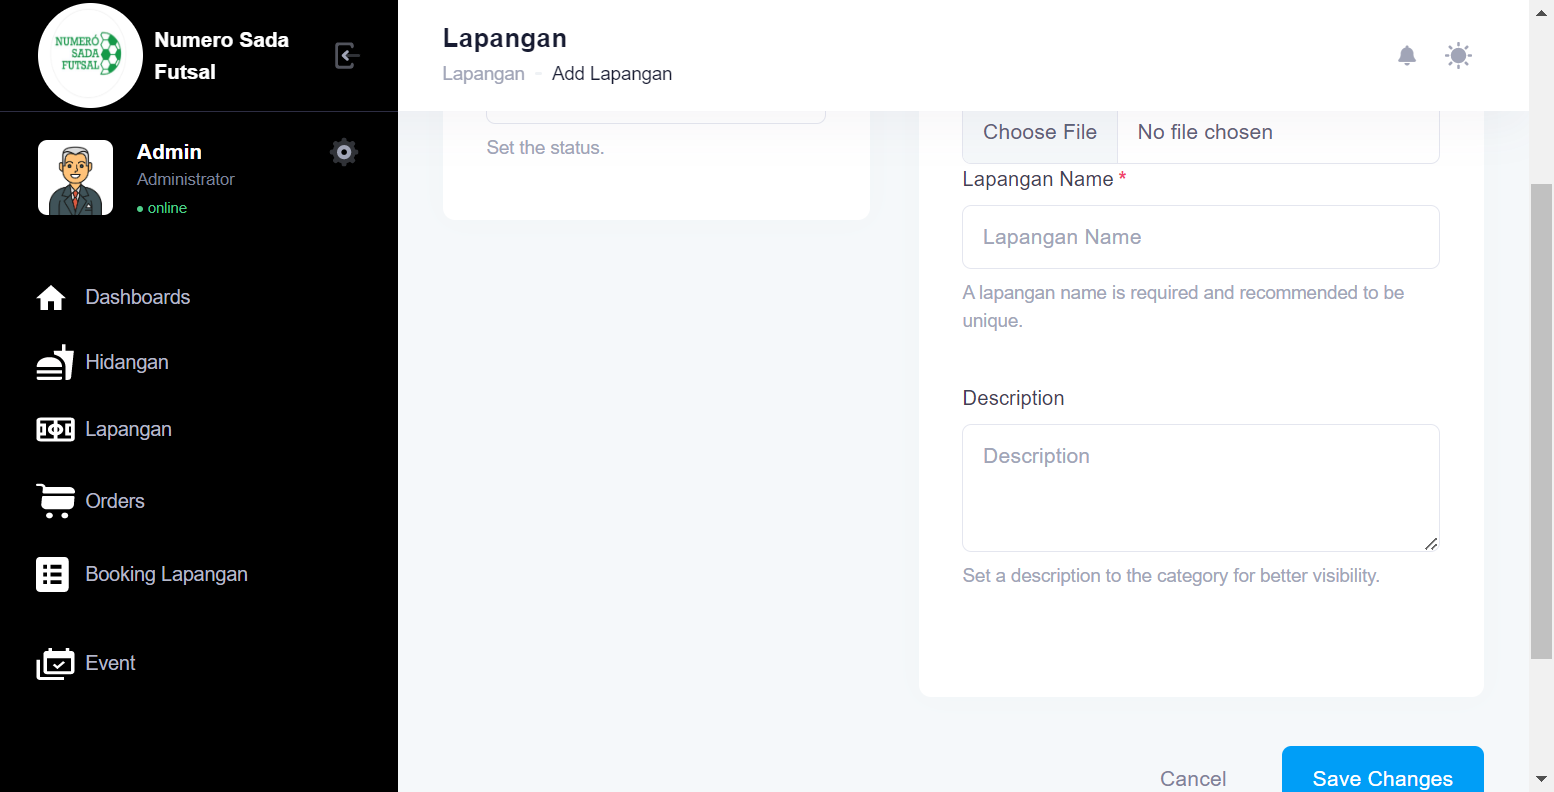 NUMERÓ
SADA
FUTSAL
Numero Sada
Futsal
Admin
Administrator
online
Dashboards
Hidangan
Lapangan
Orders
Booking Lapangan
Event
Lapangan
Lapangan - Add Lapangan
Set the status.
Choose File No file chosen
Lapangan Name *
Lapangan Name
A lapangan name is required and recommended to be
unique.
Description
Description
Set a description to the category for better visibility.
Cancel
Save Changes